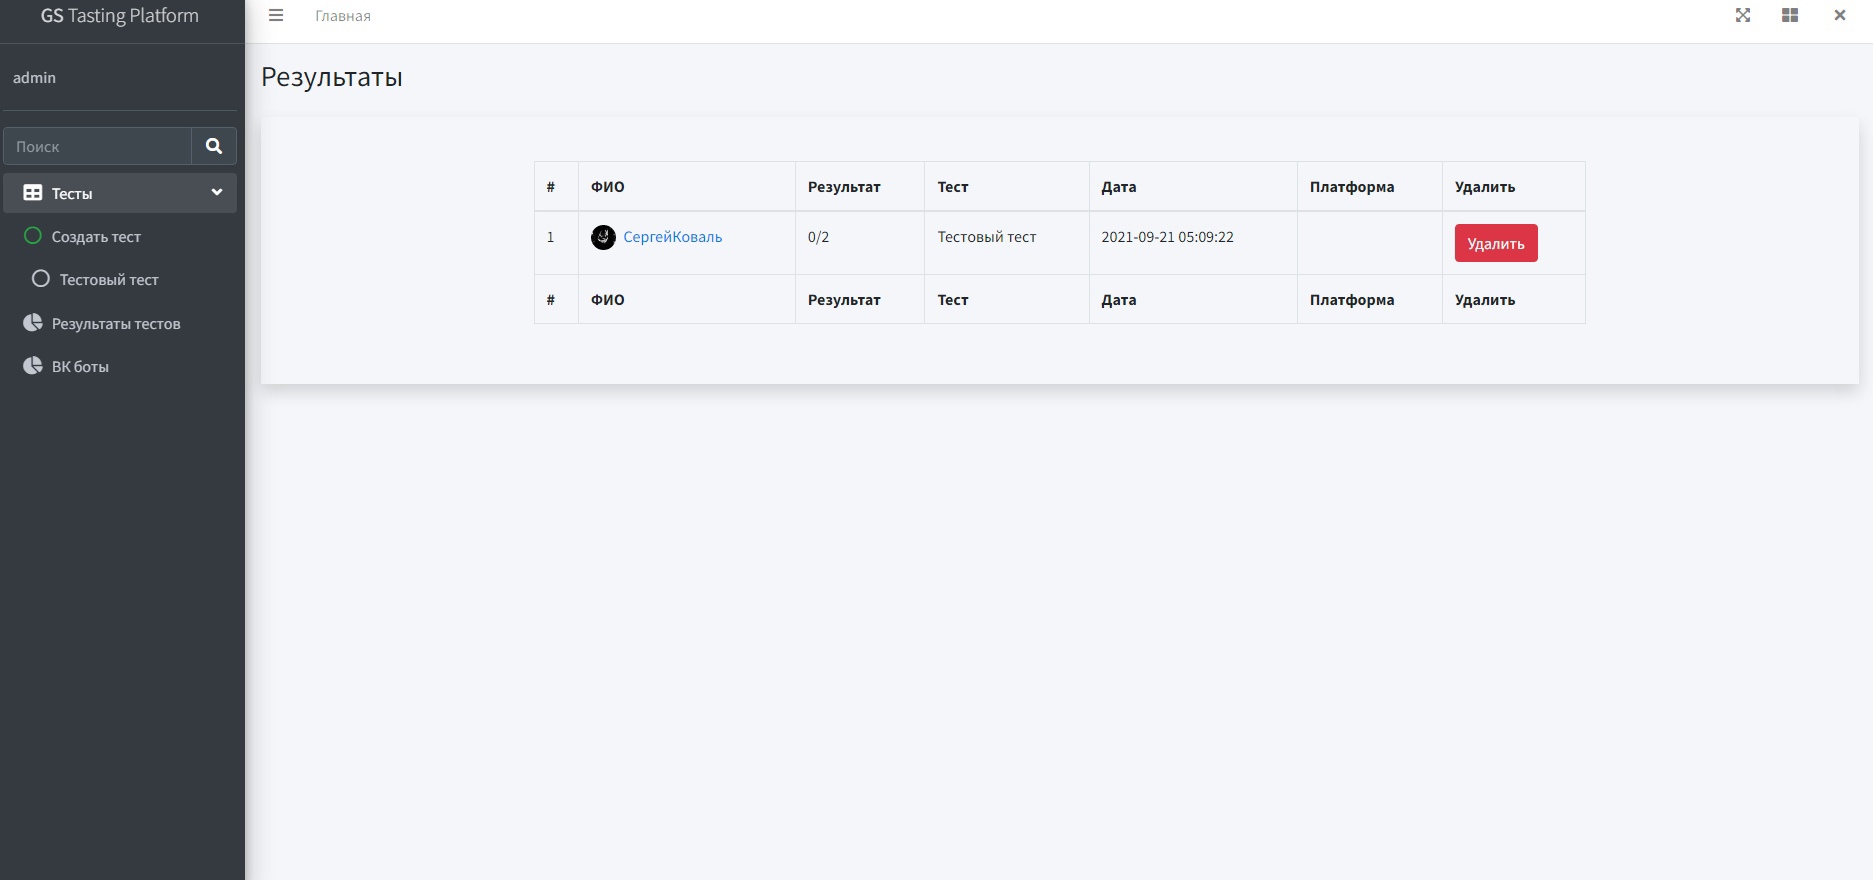 GS Tasting Platform
Главная
admin
Результаты
Поиск
Тесты
Создать тест
Тестовый тест
Результаты тестов
ВК боты
# ФИО Результат Тест Дата Платформа Удалить
1 СергейКоваль 0/2 Тестовый тест 2021-09-21 05:09:22 Удалить
# ФИО Результат Тест Дата Платформа Удалить